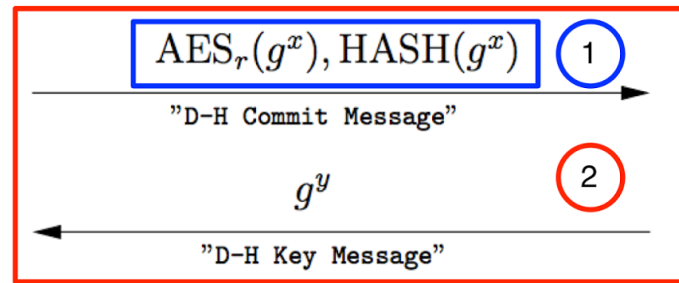 AES_r(g^x), HASH(g^x) 1
"D-H Commit Message"
g^y 2
"D-H Key Message"